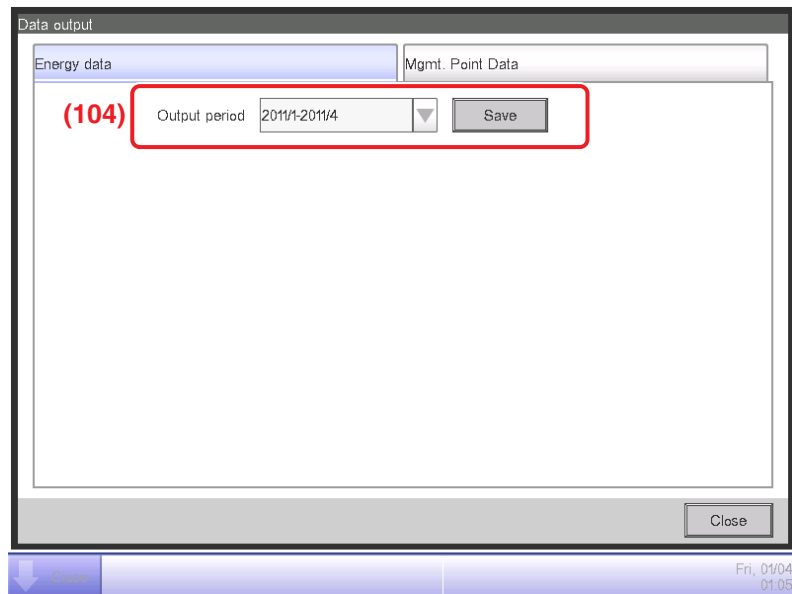 Data output
Energy data
Mgmt. Point Data
(104)
Output period
2011/1-2011/4
Save
Close
Fri, 01/04
01:05